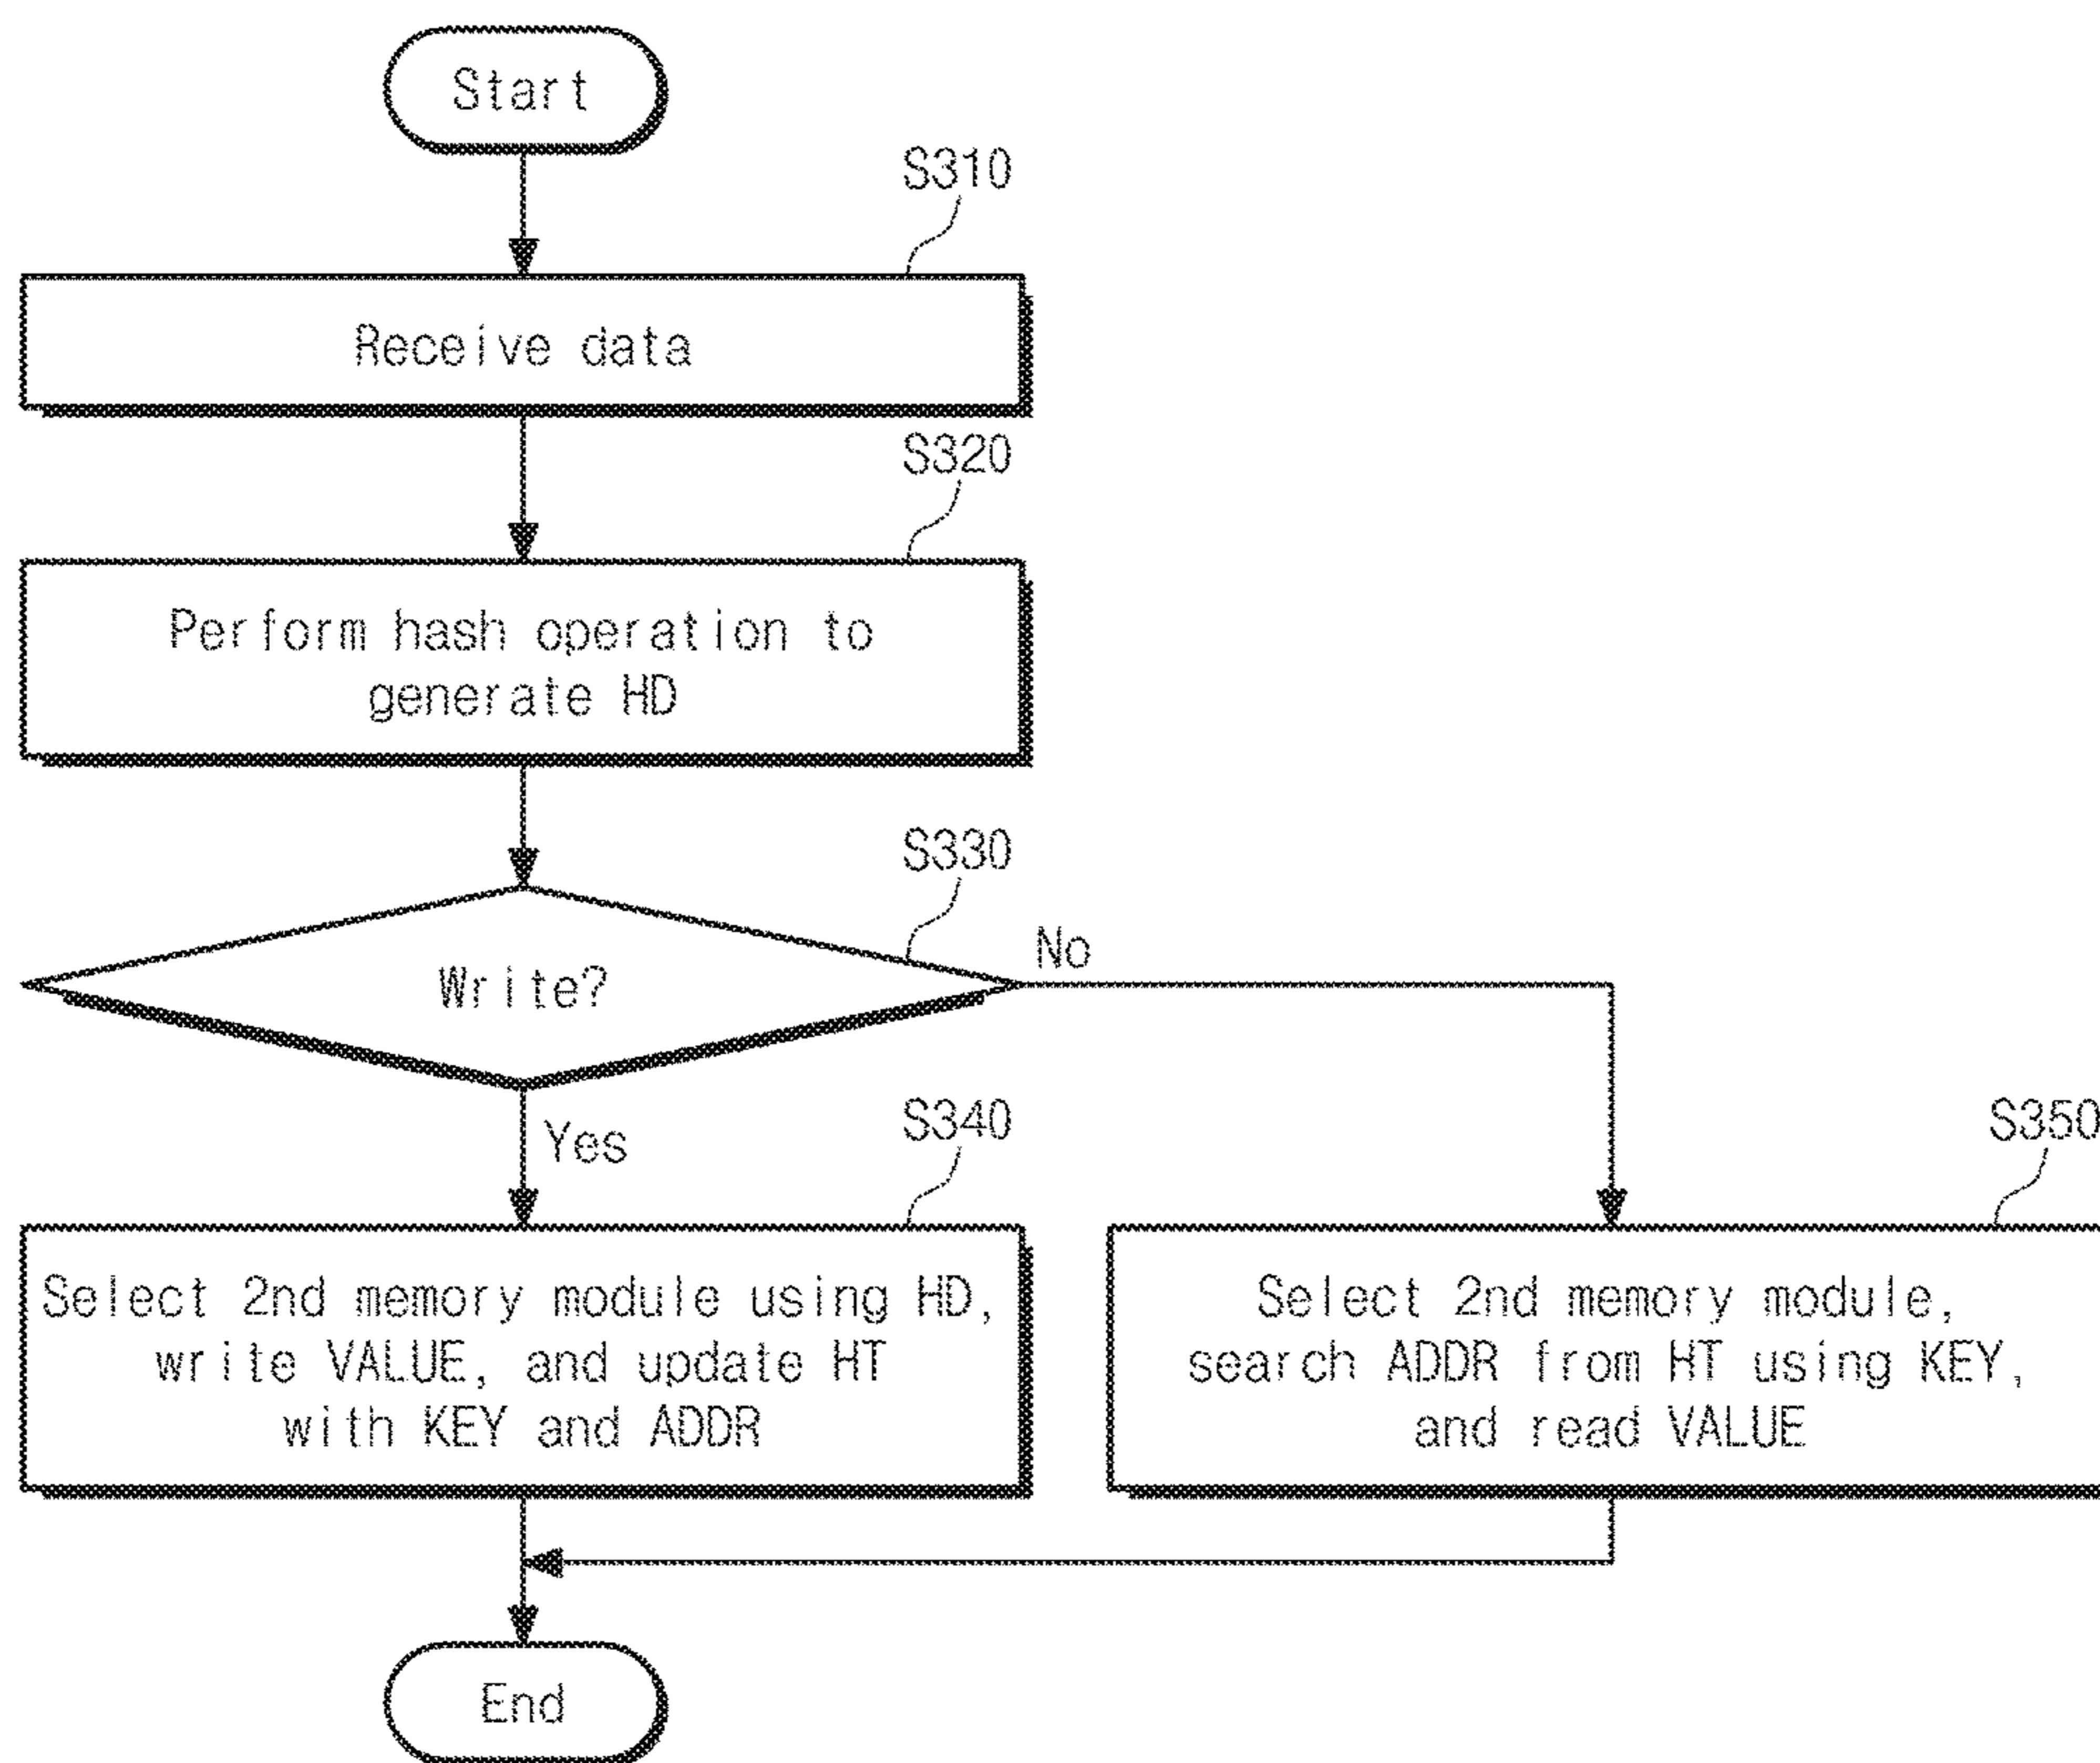 Start
S310
Receive data
S320
Perform hash operation to
generate HD
S330
Write?
No
Yes
S340
S350
Select 2nd memory module using HD,
write VALUE, and update HT
with KEY and ADDR
Select 2nd memory module,
search ADDR from HT using KEY,
and read VALUE
End